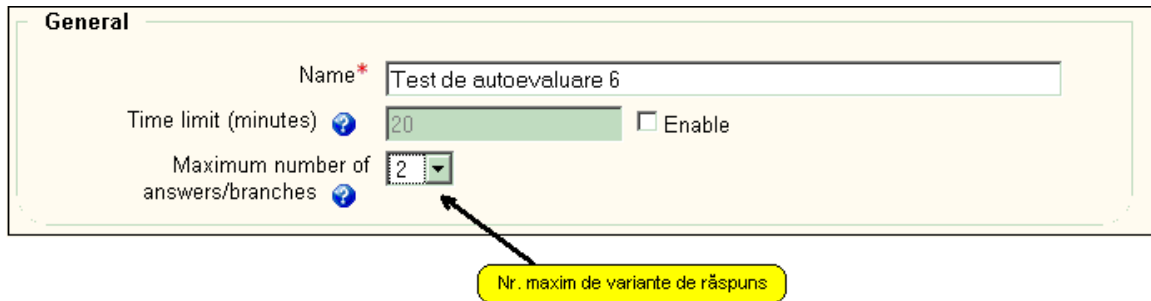 General
Name* Test de autoevaluare 6
Time limit (minutes) 20 Enable
Maximum number of
answers/branches 2
Nr. maxim de variante de răspuns